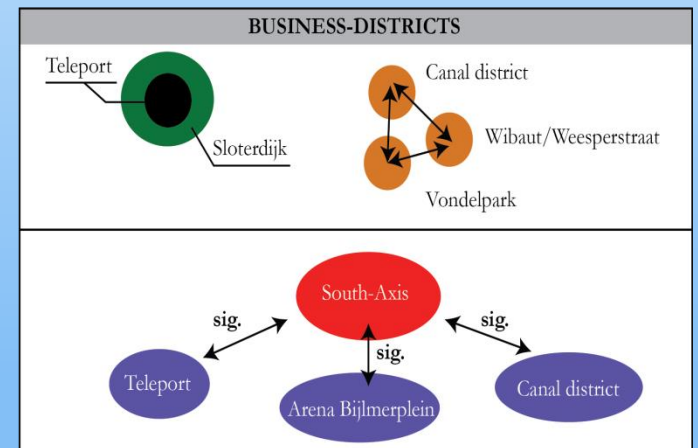 BUSINESS-DISTRICTS
Teleport
Sloterdijk
Canal district
Wibaut/Weesperstraat
Vondelpark
South-Axis
sig.
sig.
sig.
Teleport
Arena Bijlmerplein
Canal district